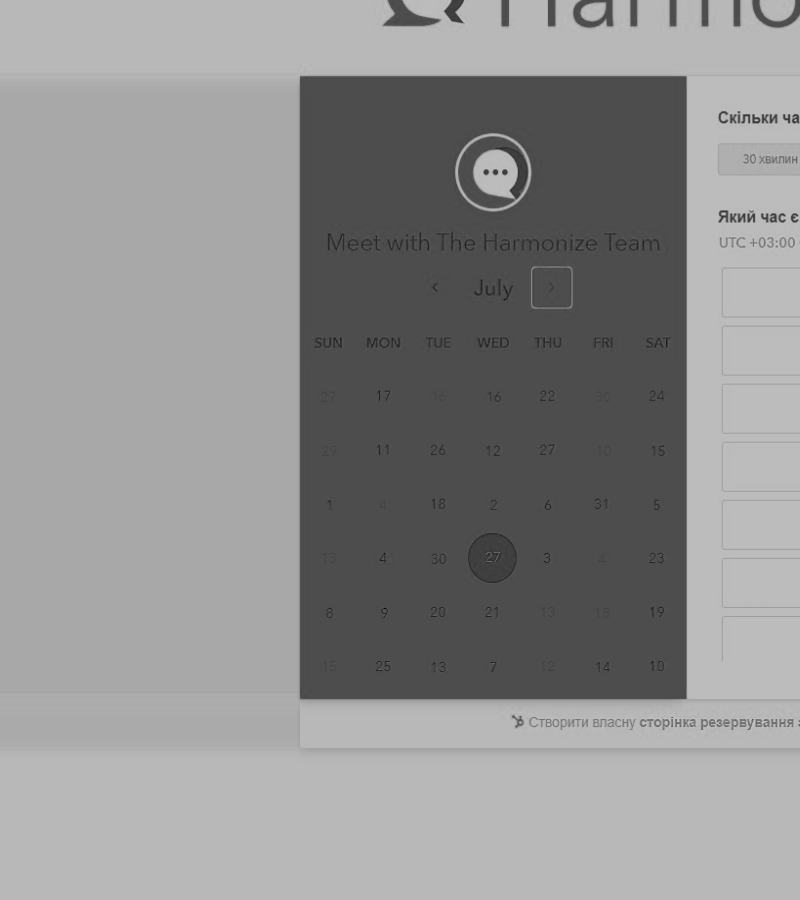 Harmo
Скільки ча
30 хвилин
Який час є
UTC +03:00
Meet with The Harmonize Team
July
SUN MON TUE WED THU FRI SAT
27 17 16 16 22 30 24
29 11 26 12 27 10 15
1 4 18 2 6 31 5
13 4 30 27 3 4 23
8 9 20 21 13 18 19
15 25 13 7 12 14 10
Створити власну сторінка резервування